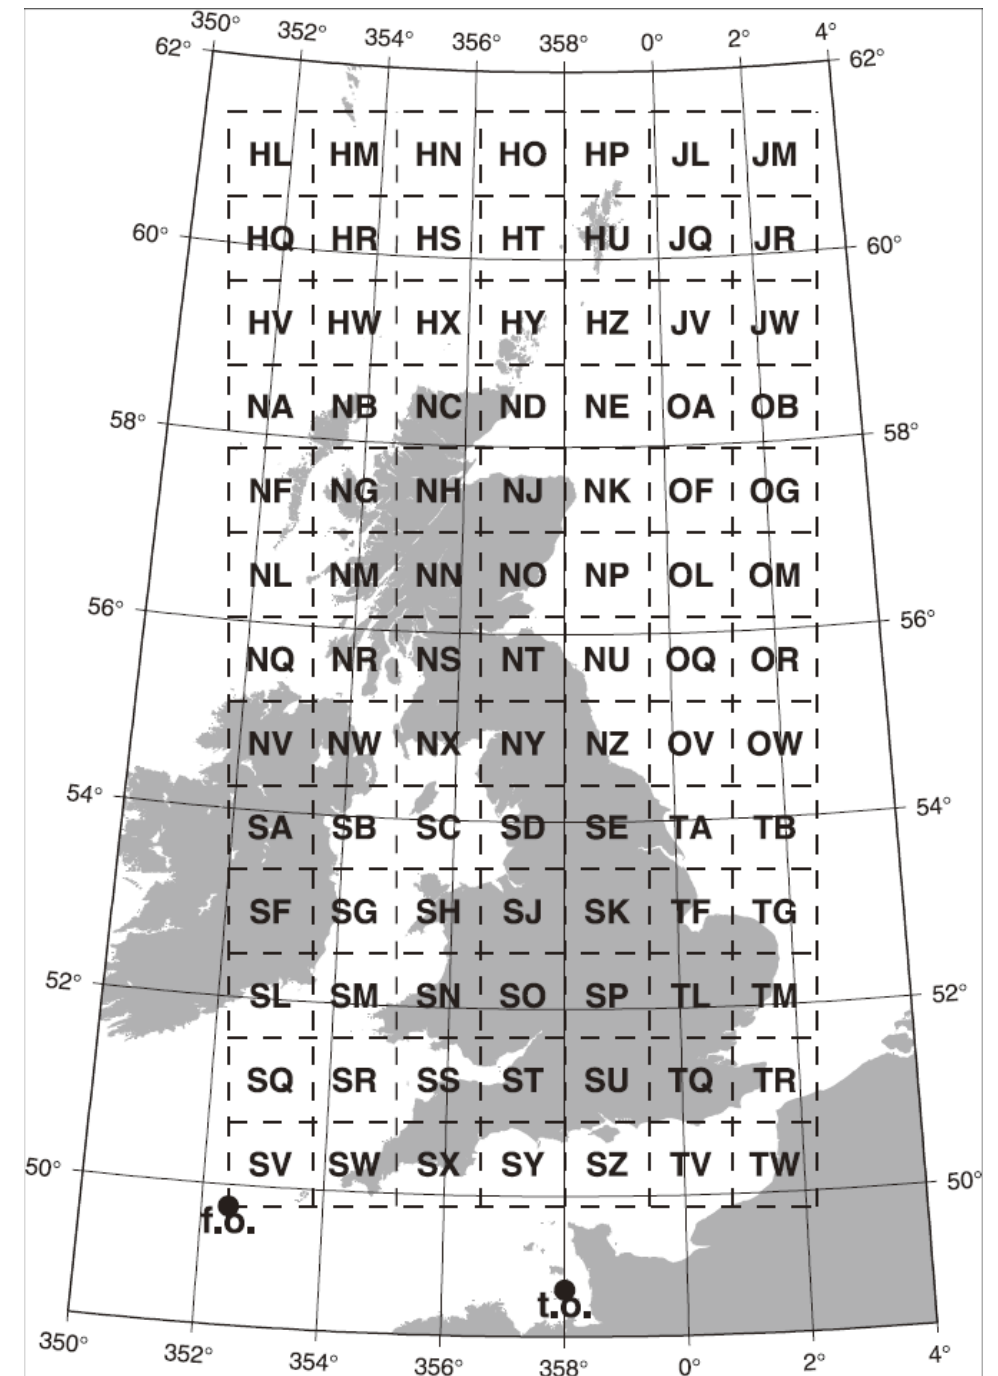 350° 352° 354° 356° 358° 0° 2° 4°
62° 62°
HL HM HN HO HP JL JM
60° HQ HR HS HT HU JQ JR 60°
HV HW HX HY HZ JV JW
NA NB NC ND NE OA OB
58° 58°
NF NG NH NJ NK OF OG
NL NM NN NO NP OL OM
56° 56°
NQ NR NS NT NU OQ OR
NV NW NX NY NZ OV OW
54° 54°
SA SB SC SD SE TA TB
SF SG SH SJ SK TF TG
52° SL SM SN SO SP TL TM 52°
SQ SR SS ST SU TQ TR
SV SW SX SY SZ TV TW
50° 50°
f.o.
t.o.
350° 352° 354° 356° 358° 0° 2° 4°